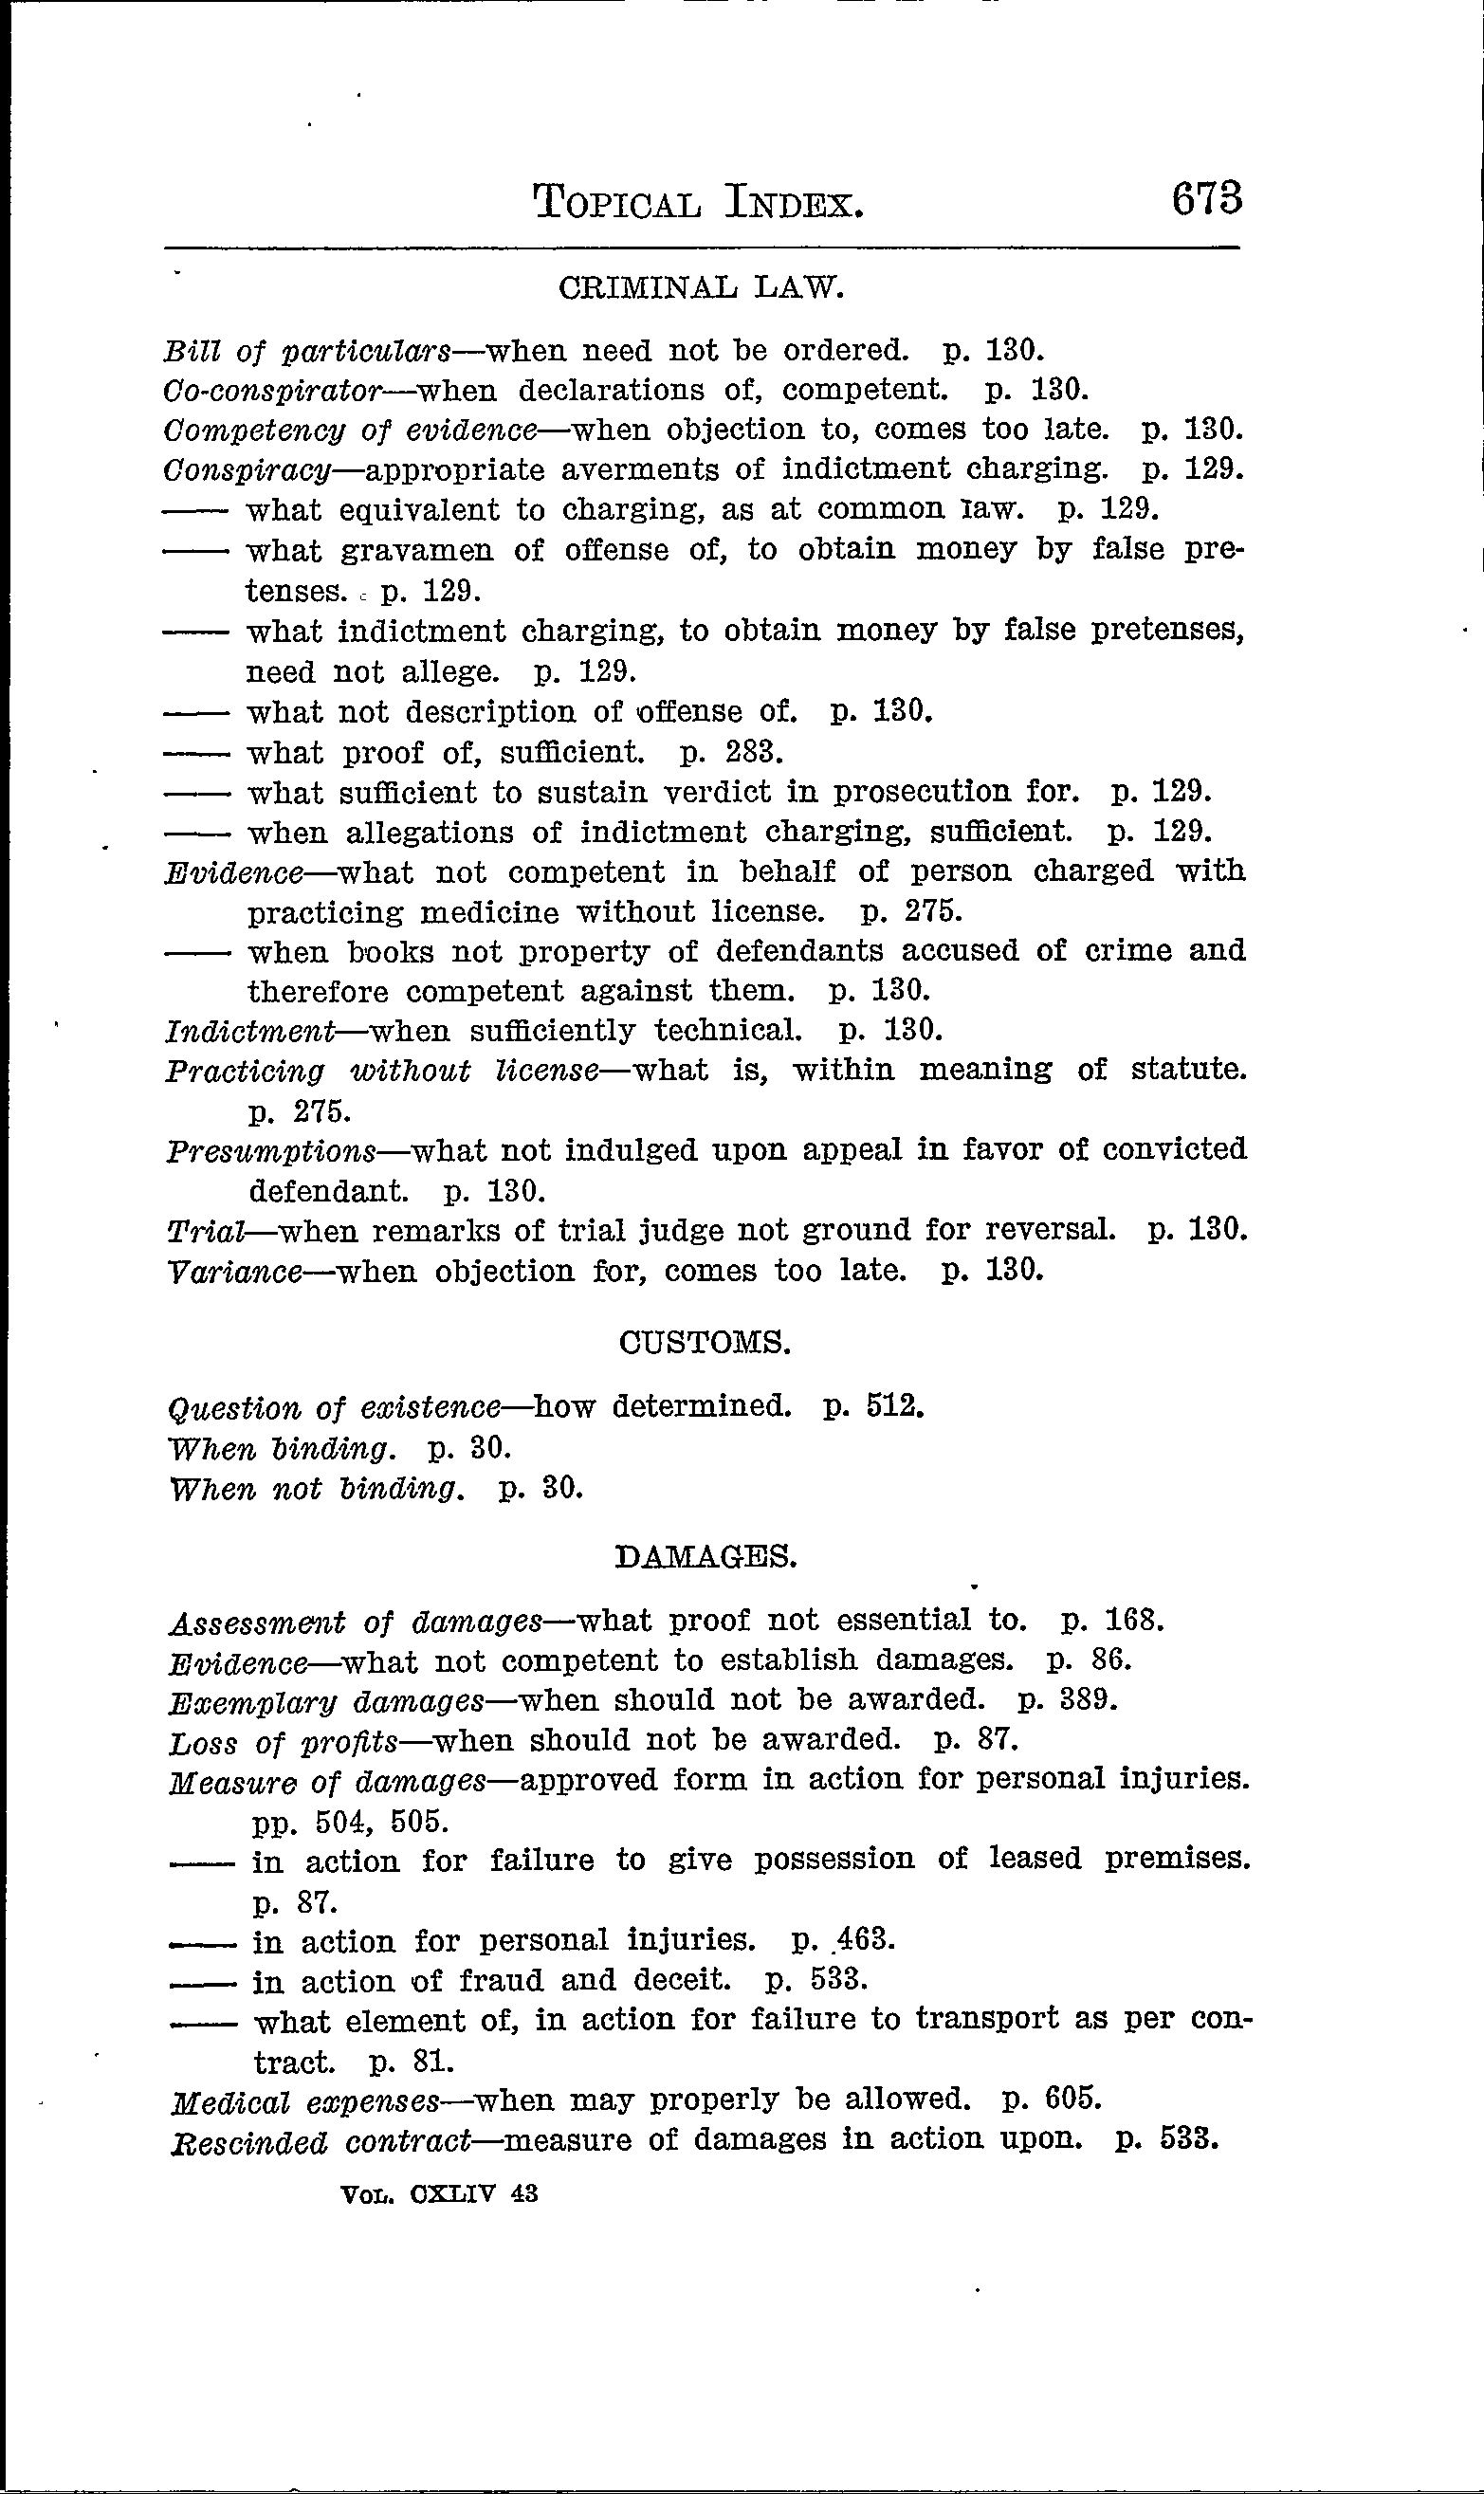 TOPICAL INDEX. 673
CRIMINAL LAW.
Bill of particulars—when need not be ordered. p. 130.
Co-conspirator—when declarations of, competent. p. 130.
Competency of evidence—when objection to, comes too late. p. 130.
Conspiracy—appropriate averments of indictment charging. p. 129.
—— what equivalent to charging, as at common law. p. 129.
—— what gravamen of offense of, to obtain money by false pre-
tenses. p. 129.
—— what indictment charging, to obtain money by false pretenses,
need not allege. p. 129.
—— what not description of offense of. p. 130.
—— what proof of, sufficient. p. 283.
—— what sufficient to sustain verdict in prosecution for. p. 129.
—— when allegations of indictment charging, sufficient. p. 129.
Evidence—what not competent in behalf of person charged with
practicing medicine without license. p. 275.
—— when books not property of defendants accused of crime and
therefore competent against them. p. 130.
Indictment—when sufficiently technical. p. 130.
Practicing without license—what is, within meaning of statute.
p. 275.
Presumptions—what not indulged upon appeal in favor of convicted
defendant. p. 130.
Trial—when remarks of trial judge not ground for reversal. p. 130.
Variance—when objection for, comes too late. p. 130.
CUSTOMS.
Question of existence—how determined. p. 512.
When binding. p. 30.
When not binding. p. 30.
DAMAGES.
Assessment of damages—what proof not essential to. p. 168.
Evidence—what not competent to establish damages. p. 86.
Exemplary damages—when should not be awarded. p. 389.
Loss of profits—when should not be awarded. p. 87.
Measure of damages—approved form in action for personal injuries.
pp. 504, 505.
—— in action for failure to give possession of leased premises.
p. 87.
—— in action for personal injuries. p. 463.
—— in action of fraud and deceit. p. 533.
—— what element of, in action for failure to transport as per con-
tract. p. 81.
Medical expenses—when may properly be allowed. p. 605.
Rescinded contract—measure of damages in action upon. p. 533.
VOL. CXLIV 43